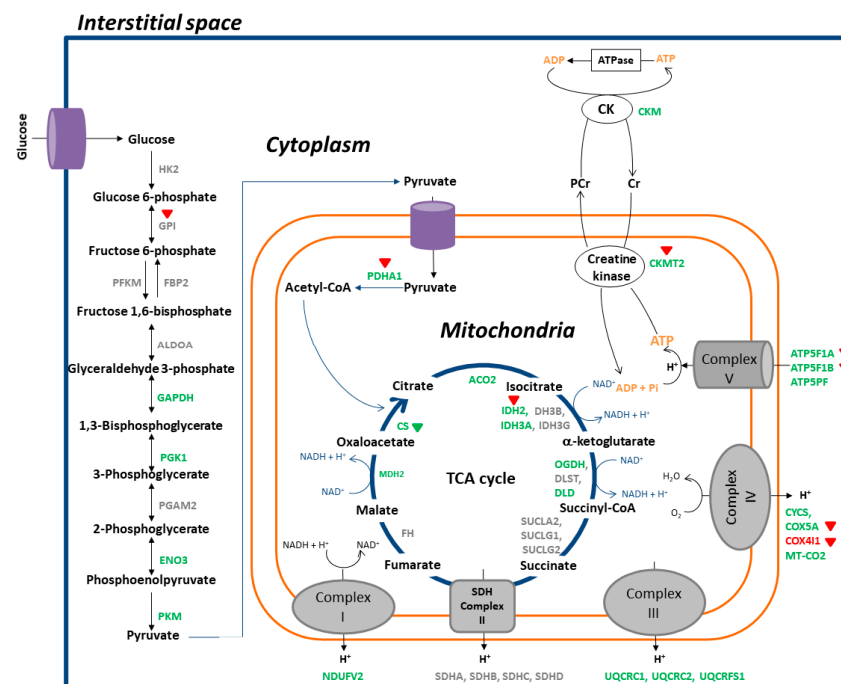 Interstitial space
ADP
ATPase
ATP
CK
CKM
Glucose
Glucose
Cytoplasm
HK2
Pyruvate
PCr
Cr
Glucose 6-phosphate
GPI
Fructose 6-phosphate
PFKM
FBP2
Creatine
kinase
CKMT2
PDHA1
Acetyl-CoA
Pyruvate
Fructose 1,6-bisphosphate
Mitochondria
ALDOA
ATP
Complex
V
H⁺
ATP5F1A
ATP5F1B
ATP5PF
Glyceraldehyde 3-phosphate
ACO2
Citrate
Isocitrate
NAD⁺
ADP + Pi
GAPDH
IDH2, DH3B,
IDH3A, IDH3G
NADH + H⁺
1,3-Bisphosphoglycerate
CS
Oxaloacetate
α-ketoglutarate
PGK1
NADH + H⁺
OGDH,
DLST,
DLD
NAD⁺
3-Phosphoglycerate
MDH2
TCA cycle
H₂O
Complex
IV
H⁺
NAD⁺
NADH + H⁺
PGAM2
Malate
Succinyl-CoA
O₂
CYCS,
COX5A
COX4I1
MT-CO2
2-Phosphoglycerate
SUCLA2,
SUCLG1,
SUCLG2
FH
NADH + H⁺
NAD⁺
ENO3
Fumarate
Succinate
Phosphoenolpyruvate
SDH
Complex
II
Complex
I
Complex
III
PKM
Pyruvate
H⁺
H⁺
H⁺
NDUFV2
SDHA, SDHB, SDHC, SDHD
UQCRC1, UQCRC2, UQCRFS1